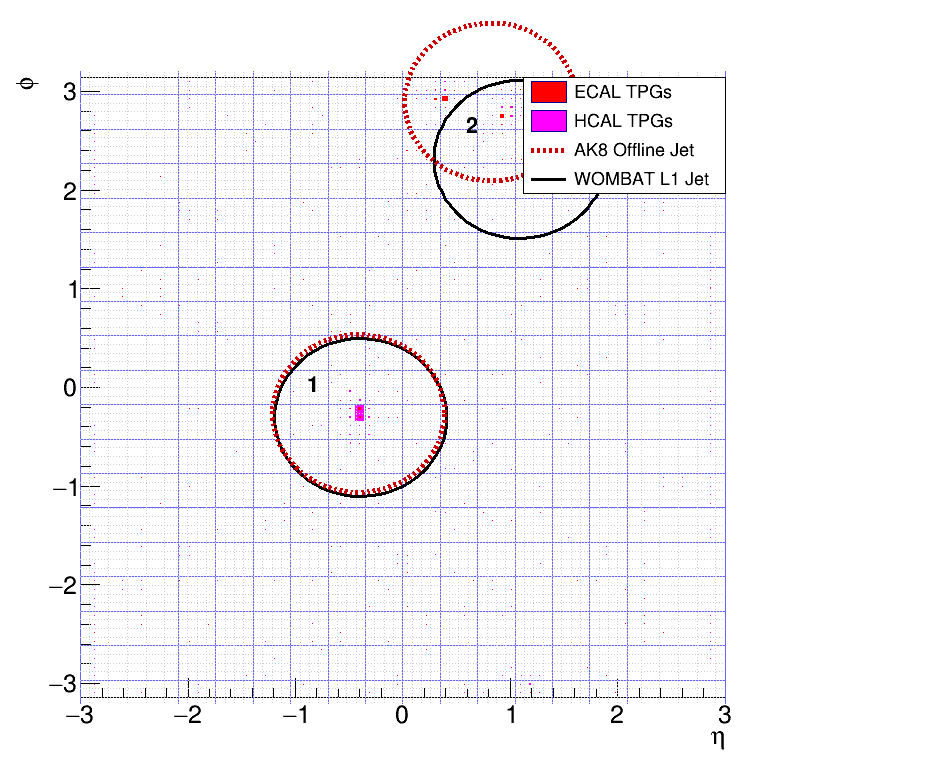 ϕ
3
2
1
0
−1
−2
−3
2
ECAL TPGs
HCAL TPGs
AK8 Offline Jet
WOMBAT L1 Jet
1
−3 −2 −1 0 1 2 3
η